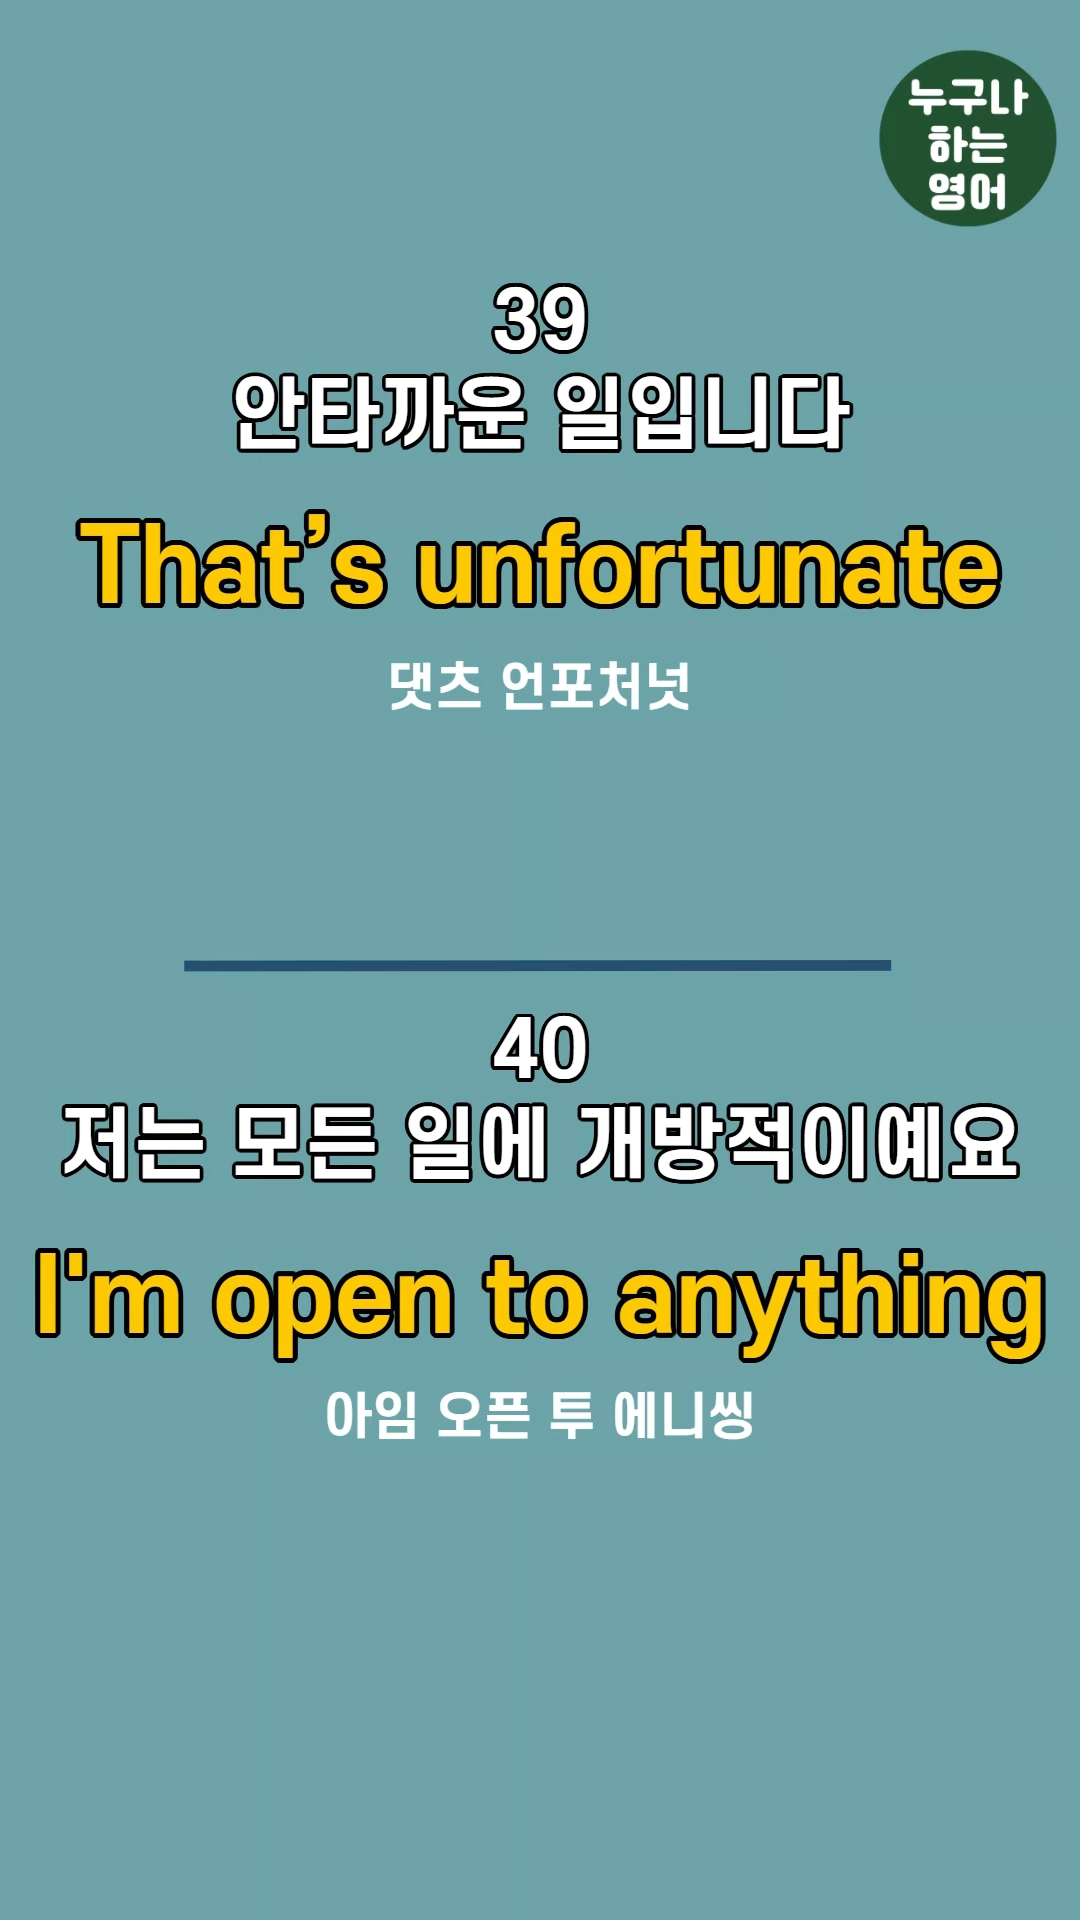 누구나
하는
영어
39
안타까운 일입니다
That’s unfortunate
댓츠 언포처넛
40
저는 모든 일에 개방적이예요
I'm open to anything
아임 오픈 투 에니씽